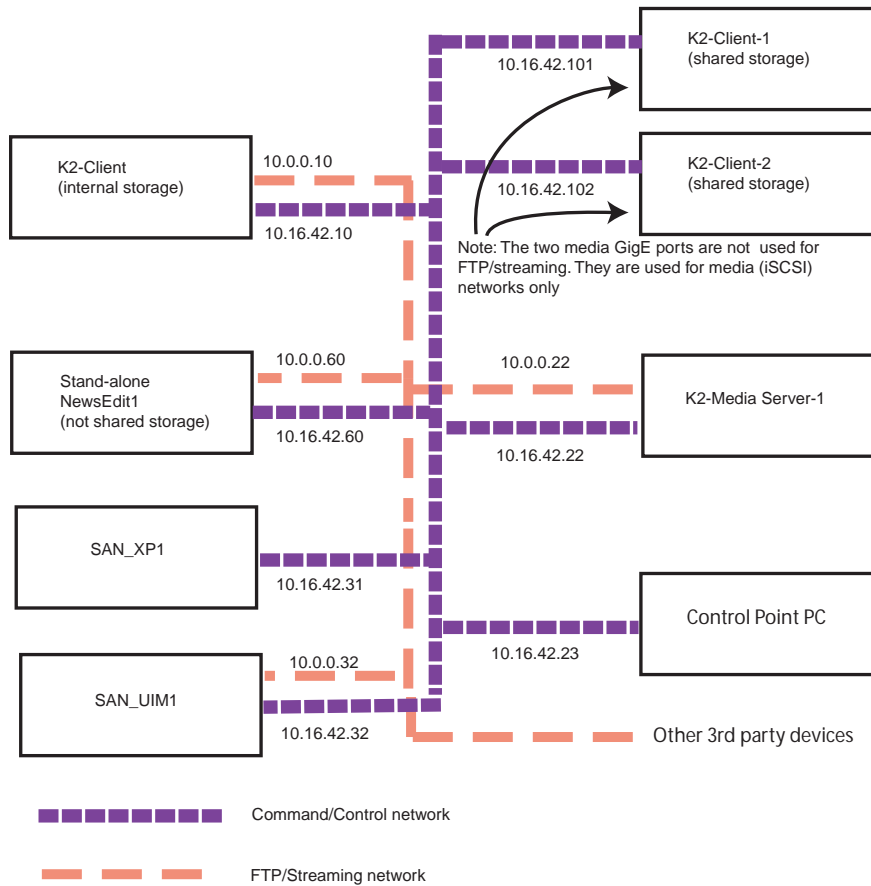 K2-Client-1
(shared storage)
10.16.42.101
K2-Client
(internal storage)
10.0.0.10
10.16.42.10
K2-Client-2
(shared storage)
10.16.42.102
Note: The two media GigE ports are not used for
FTP/streaming. They are used for media (iSCSI)
networks only
Stand-alone
NewsEdit1
(not shared storage)
10.0.0.60
10.16.42.60
10.0.0.22
K2-Media Server-1
10.16.42.22
SAN_XP1
10.16.42.31
Control Point PC
10.16.42.23
SAN_UIM1
10.0.0.32
10.16.42.32
Other 3rd party devices
Command/Control network
FTP/Streaming network